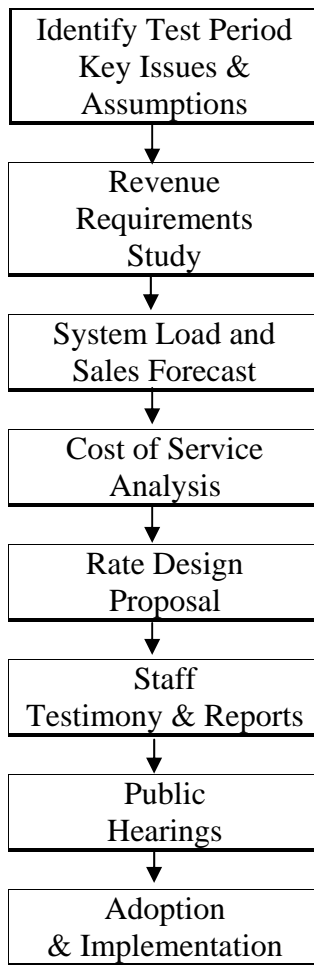 Identify Test Period
Key Issues &
Assumptions
Revenue
Requirements
Study
System Load and
Sales Forecast
Cost of Service
Analysis
Rate Design
Proposal
Staff
Testimony & Reports
Public
Hearings
Adoption
& Implementation